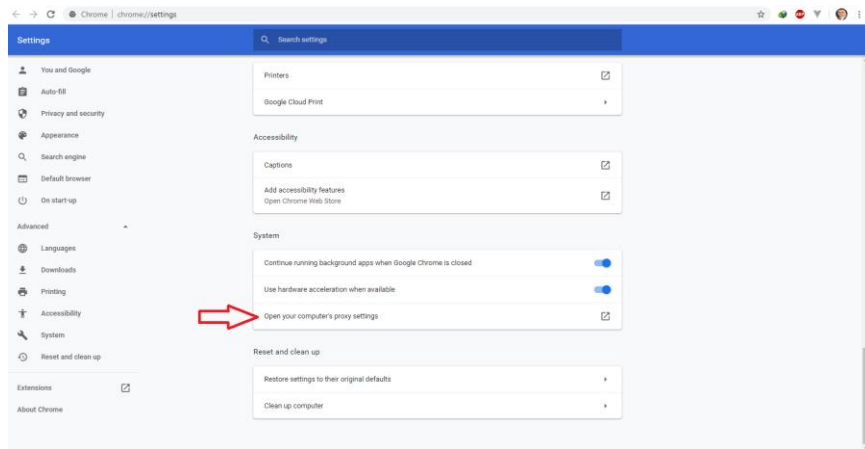 Chrome | chrome://settings
Settings
Search settings
You and Google
Auto-fill
Privacy and security
Appearance
Search engine
Default browser
On start-up
Advanced
Languages
Downloads
Printing
Accessibility
System
Reset and clean up
Extensions
About Chrome
Printers
Google Cloud Print
Accessibility
Captions
Add accessibility features
Open Chrome Web Store
System
Continue running background apps when Google Chrome is closed
Use hardware acceleration when available
Open your computer's proxy settings
Reset and clean up
Restore settings to their original defaults
Clean up computer